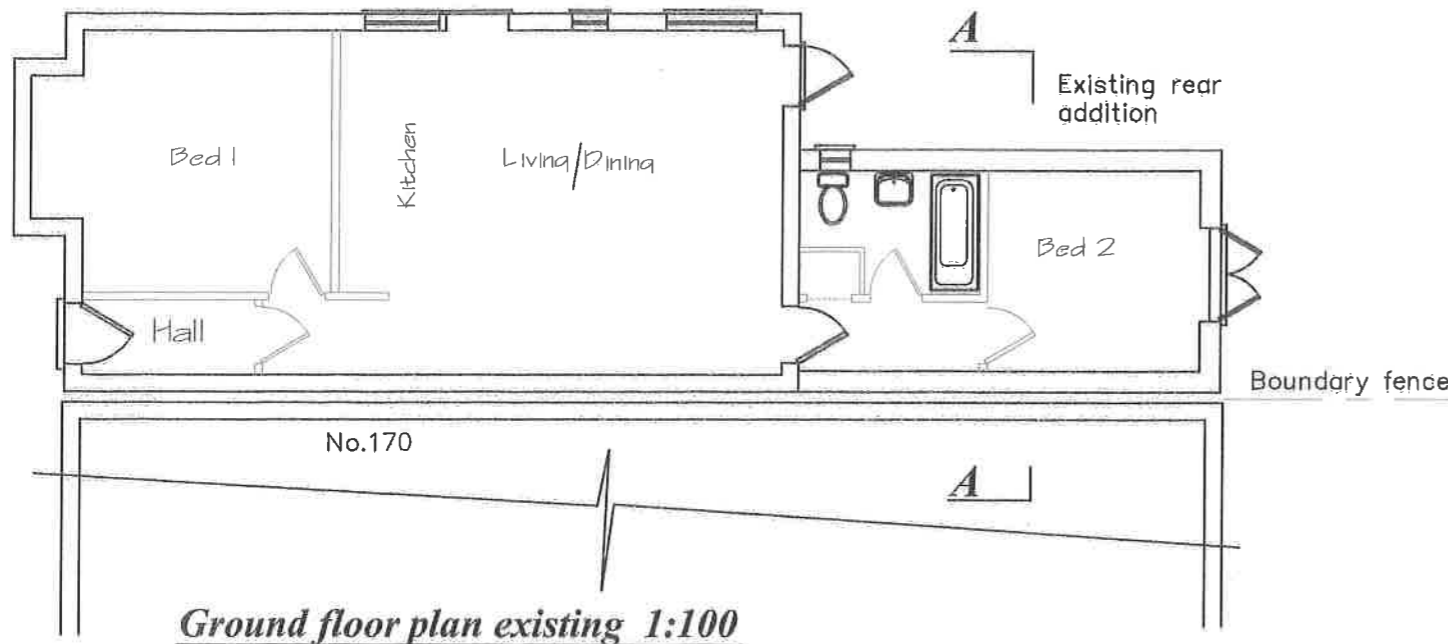 A
Existing rear
addition
Bed 1
Kitchen
Living/Dining
Bed 2
Hall
Boundary fence
No.170
A
Ground floor plan existing 1:100